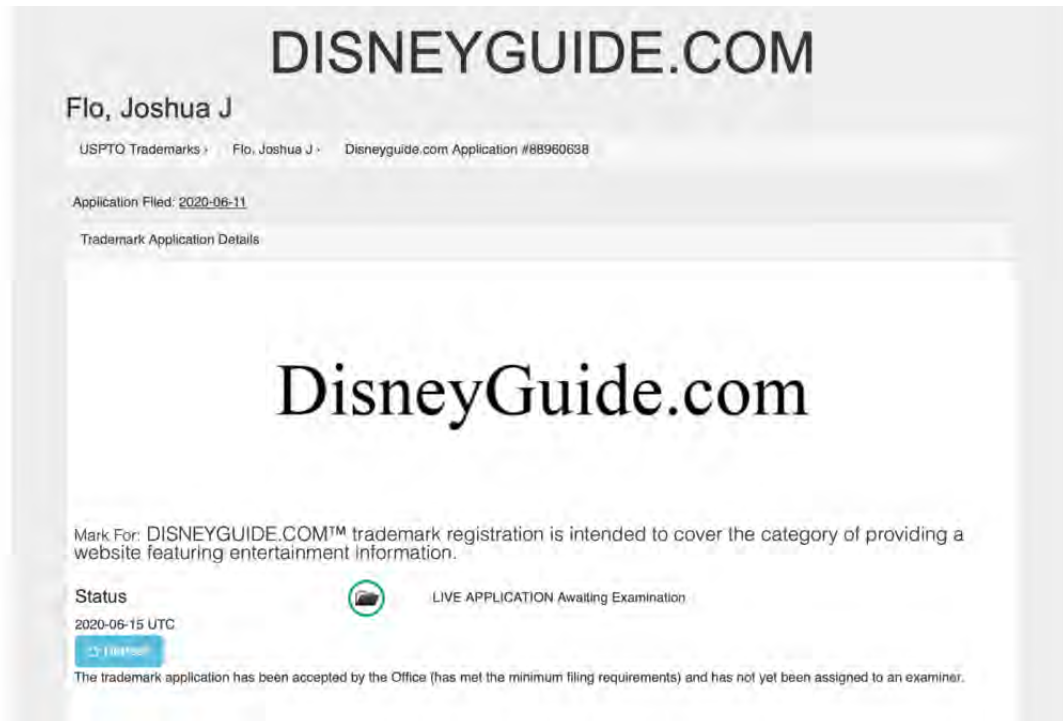 DISNEYGUIDE.COM
Flo, Joshua J
USPTO Trademarks › Flo, Joshua J › Disneyguide.com Application #88960638
Application Filed: 2020-06-11
Trademark Application Details
DisneyGuide.com
Mark For: DISNEYGUIDE.COM™ trademark registration is intended to cover the category of providing a
website featuring entertainment information.
Status
LIVE APPLICATION Awaiting Examination
2020-06-15 UTC
The trademark application has been accepted by the Office (has met the minimum filing requirements) and has not yet been assigned to an examiner.